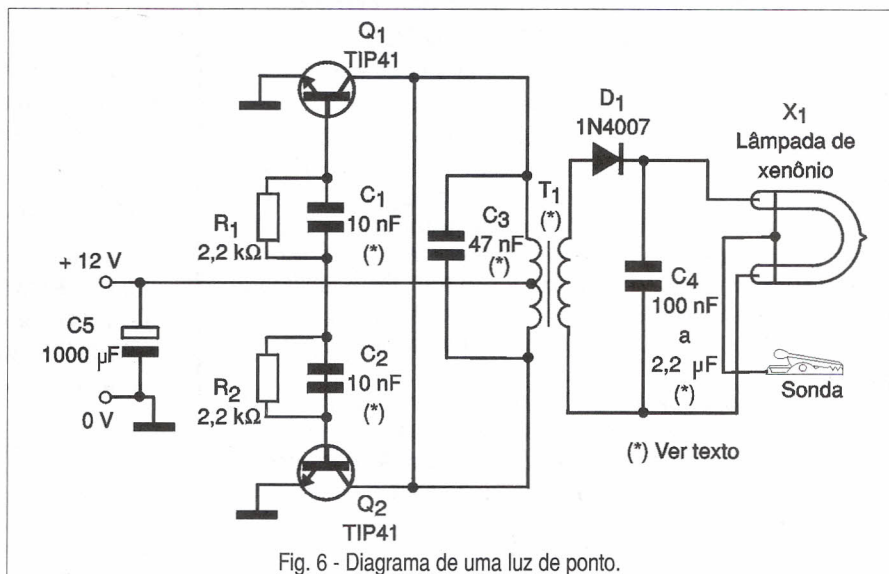 Q1
TIP41
D1
1N4007
X1
Lâmpada de
xenônio
R1
2,2 kΩ
C1
10 nF
(*)
C3
47 nF
(*)
T1
(*)
C4
100 nF
a
2,2 µF
(*)
+ 12 V
C5
1000 µF
0 V
R2
2,2 kΩ
C2
10 nF
(*)
Sonda
(*) Ver texto
Q2
TIP41
Fig. 6 - Diagrama de uma luz de ponto.